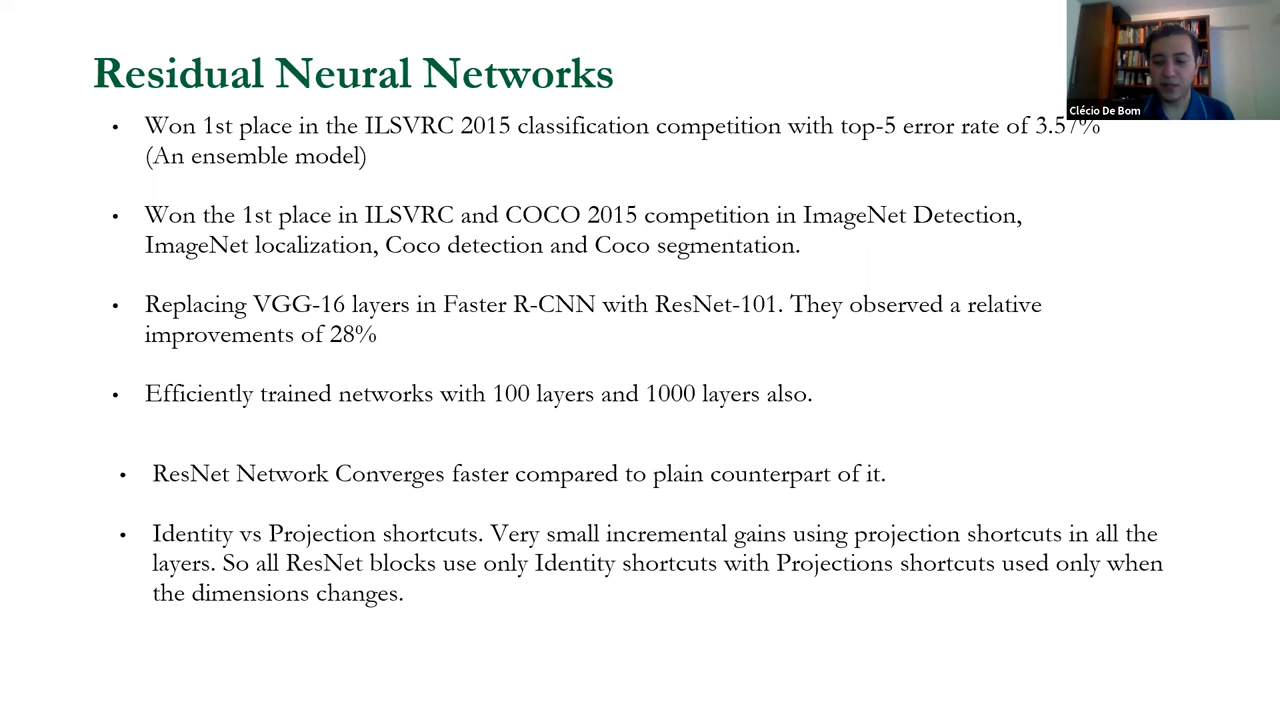 Residual Neural Networks
Clécio De Bom
• Won 1st place in the ILSVRC 2015 classification competition with top-5 error rate of 3.57%
(An ensemble model)
• Won the 1st place in ILSVRC and COCO 2015 competition in ImageNet Detection,
ImageNet localization, Coco detection and Coco segmentation.
• Replacing VGG-16 layers in Faster R-CNN with ResNet-101. They observed a relative
improvements of 28%
• Efficiently trained networks with 100 layers and 1000 layers also.
• ResNet Network Converges faster compared to plain counterpart of it.
• Identity vs Projection shortcuts. Very small incremental gains using projection shortcuts in all the
layers. So all ResNet blocks use only Identity shortcuts with Projections shortcuts used only when
the dimensions changes.